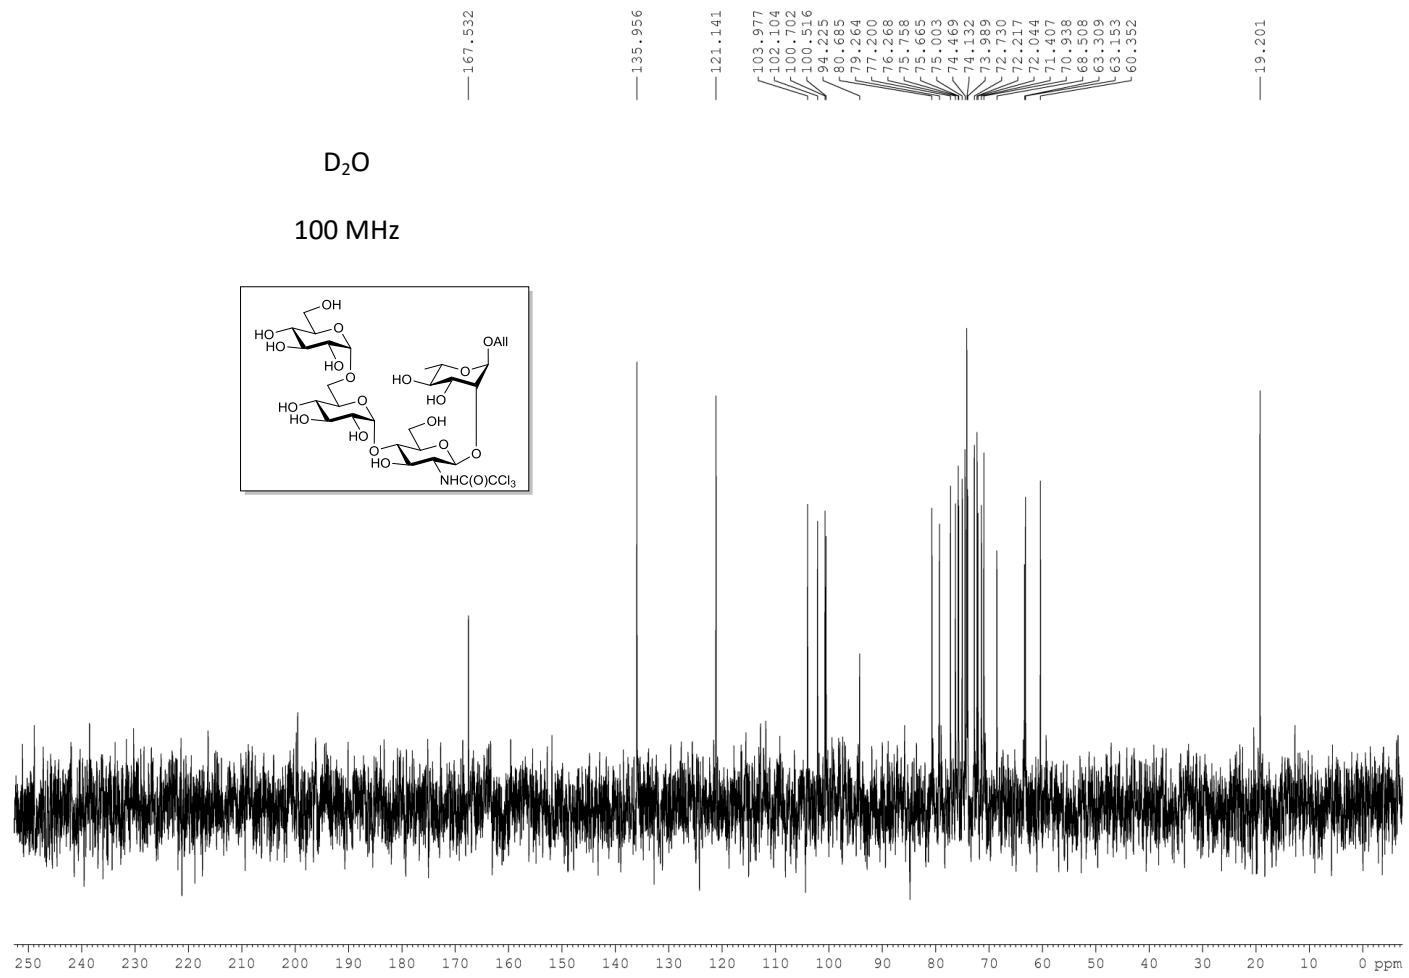 167.532
135.956
121.141
103.977
102.104
100.702
100.516
94.225
80.685
79.264
77.200
76.268
75.758
75.665
75.003
74.469
74.132
73.989
72.730
72.217
72.044
71.407
70.938
68.508
63.309
63.153
60.352
19.201
D₂O
100 MHz
OH
HO
O
HO
HO
OAll
O
O
HO
HO
HO
O
HO
OH
HO
O
O
HO
O
NHC(O)CCl₃
250 240 230 220 210 200 190 180 170 160 150 140 130 120 110 100 90 80 70 60 50 40 30 20 10 0 ppm